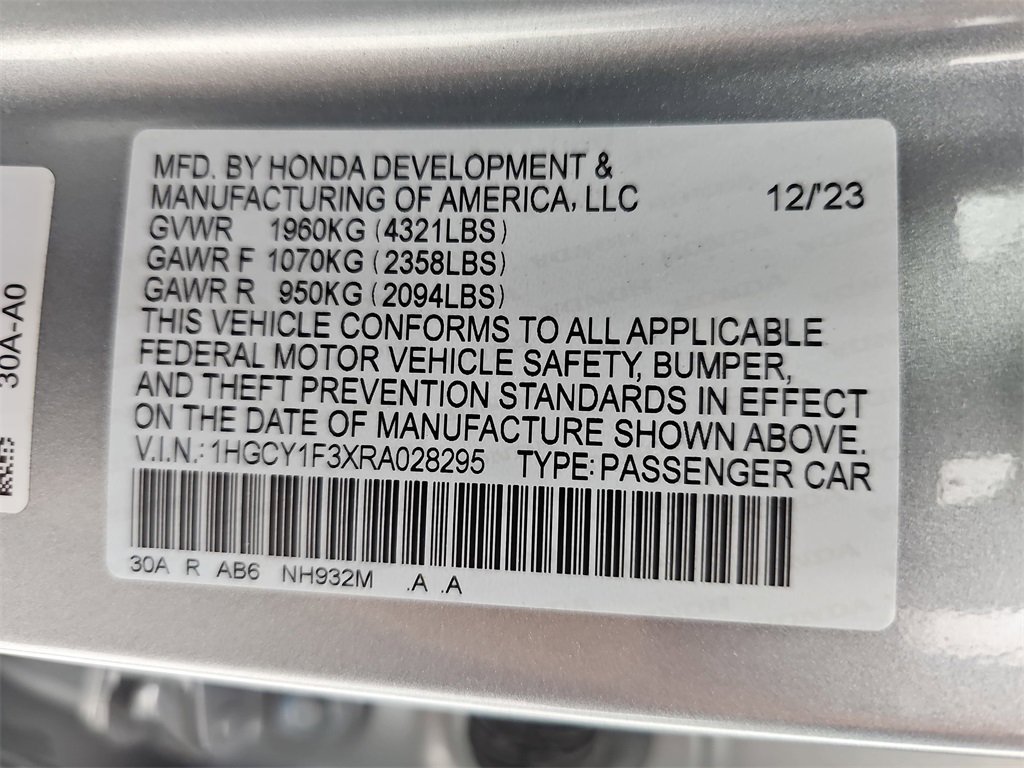 MFD. BY HONDA DEVELOPMENT &
MANUFACTURING OF AMERICA, LLC 12/'23
GVWR 1960KG (4321LBS)
GAWR F 1070KG (2358LBS)
GAWR R 950KG (2094LBS)
THIS VEHICLE CONFORMS TO ALL APPLICABLE
FEDERAL MOTOR VEHICLE SAFETY, BUMPER,
AND THEFT PREVENTION STANDARDS IN EFFECT
ON THE DATE OF MANUFACTURE SHOWN ABOVE.
V.I.N.: 1HGCY1F3XRA028295 TYPE: PASSENGER CAR
30A R AB6 NH932M .A .A
30A-A0